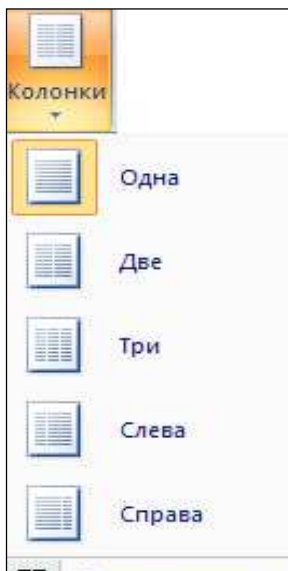 Колонки
Одна
Две
Три
Слева
Справа